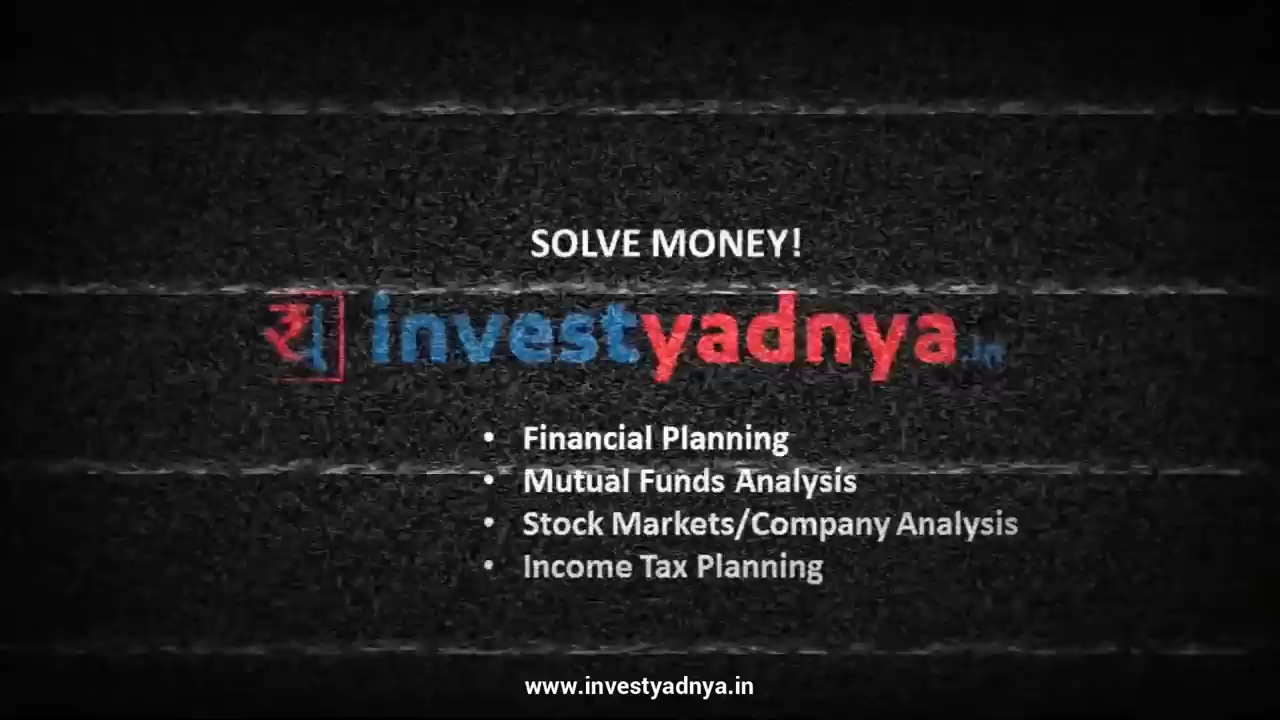 SOLVE MONEY!
investyadnya.in
• Financial Planning
• Mutual Funds Analysis
• Stock Markets/Company Analysis
• Income Tax Planning
www.investyadnya.in